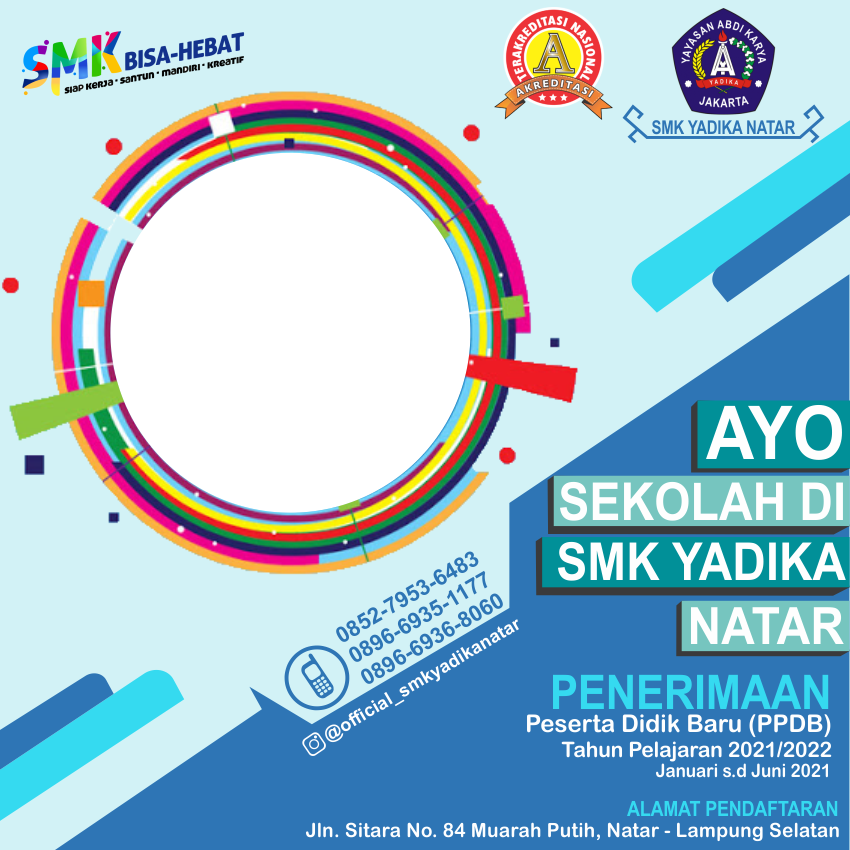 SMK BISA-HEBAT
SIAP KERJA • SANTUN • MANDIRI • KREATIF
TERAKREDITASI NASIONAL
A
AKREDITASI
YAYASAN ABDI KARYA
YADIKA
JAKARTA
SMK YADIKA NATAR
AYO
SEKOLAH DI
SMK YADIKA
NATAR
0852-7953-6483
0896-6935-1177
0896-6936-8060
@official_smkyadikanatar
PENERIMAAN
Peserta Didik Baru (PPDB)
Tahun Pelajaran 2021/2022
Januari s.d Juni 2021
ALAMAT PENDAFTARAN
Jln. Sitara No. 84 Muarah Putih, Natar - Lampung Selatan